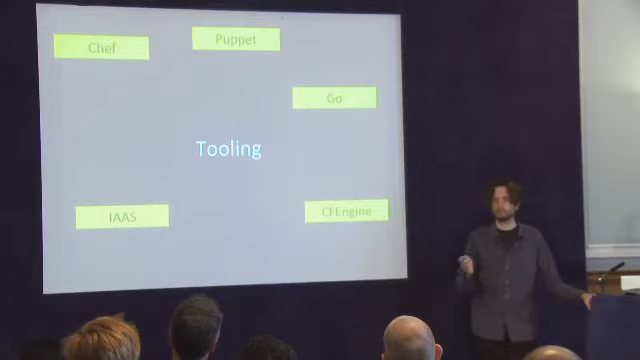 Chef
Puppet
Go
Tooling
IAAS
CFEngine